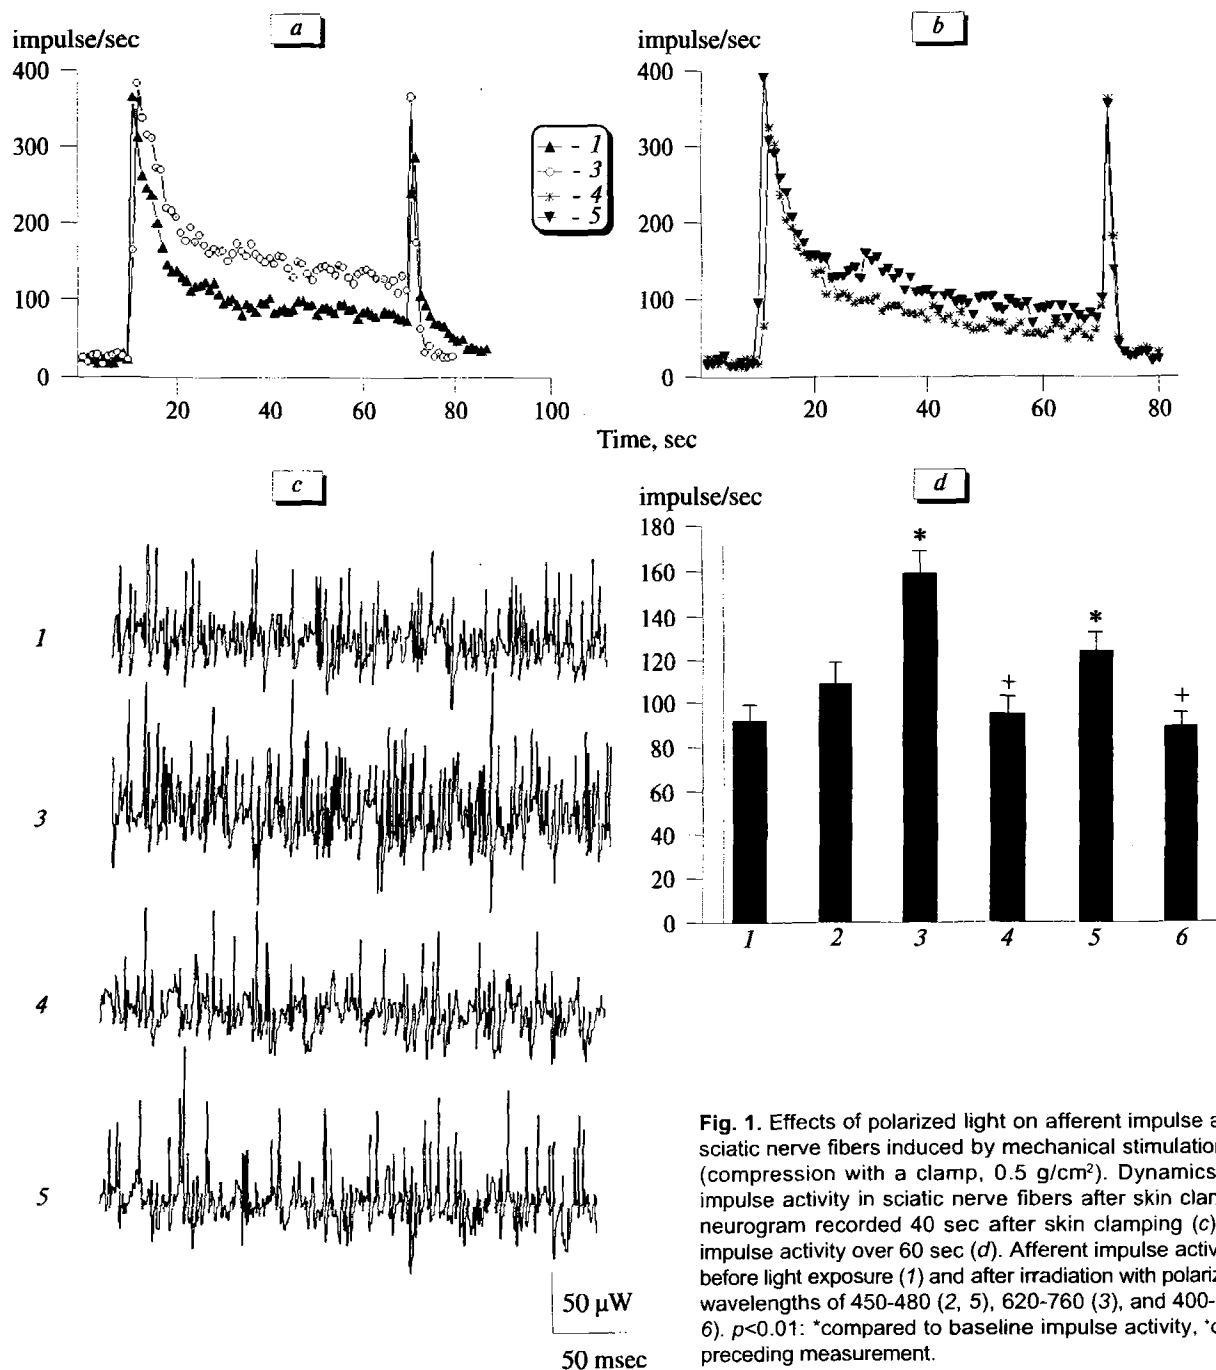 a
b
impulse/sec
impulse/sec
400
300
200
100
0
20
40
60
80
100
- 1
- 3
- 4
- 5
400
300
200
100
0
20
40
60
80
Time, sec
c
d
1
3
4
5
50 µW
50 msec
impulse/sec
180
160
140
120
100
80
60
40
20
0
*
+
*
+
1
2
3
4
5
6
Fig. 1. Effects of polarized light on afferent impulse a
sciatic nerve fibers induced by mechanical stimulation
(compression with a clamp, 0.5 g/cm²). Dynamics
impulse activity in sciatic nerve fibers after skin clam
neurogram recorded 40 sec after skin clamping (c)
impulse activity over 60 sec (d). Afferent impulse activ
before light exposure (1) and after irradiation with polariz
wavelengths of 450-480 (2, 5), 620-760 (3), and 400-
6). p<0.01: *compared to baseline impulse activity, ⁺c
preceding measurement.